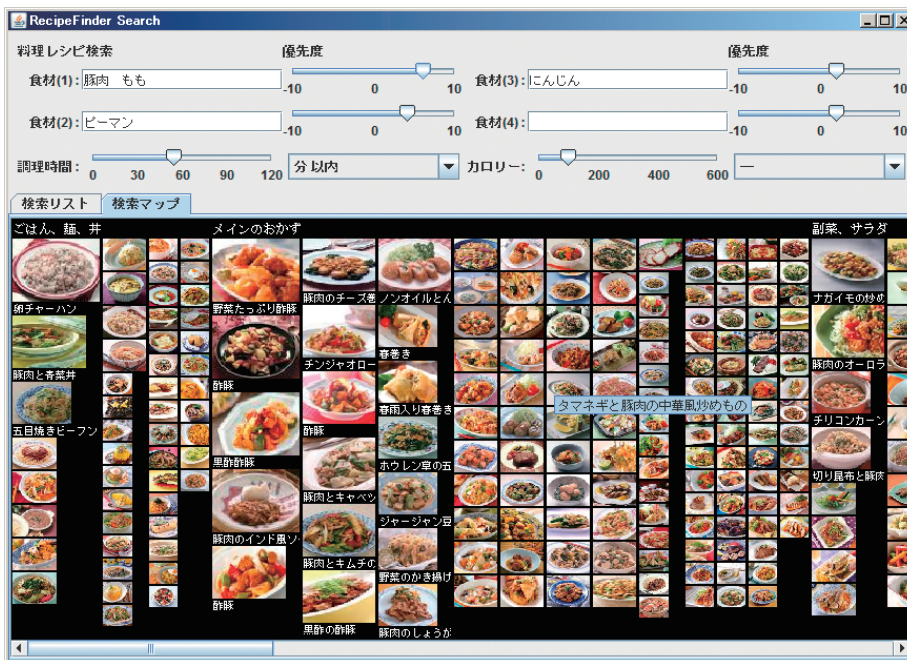 RecipeFinder Search
料理レシピ検索 優先度 優先度
食材(1): 豚肉 もも -10 0 10 食材(3): にんじん -10 0 10
食材(2): ピーマン -10 0 10 食材(4): -10 0 10
調理時間: 0 30 60 90 120 分以内 カロリー: 0 200 400 600 —
検索リスト 検索マップ
ごはん、麺、丼 メインのおかず 副菜、サラダ
卵チャーハン 野菜たっぷり酢豚 豚肉のチーズ巻 ノンオイルとん ナガイモの炒め
豚肉と青菜丼 酢豚 チンジャオロー 春巻き 豚肉のオーロラ
タマネギと豚肉の中華風炒めもの
五目焼きビーフン 黒酢酢豚 酢豚 春雨入り春巻き チリコンカーン
ホウレン草の五
豚肉とキャベツ 切り昆布と豚肉
豚肉のインド風ソ ジャージャン豆
豚肉とキムチの 野菜のかき揚げ
酢豚 黒酢の酢豚 豚肉のしょうが